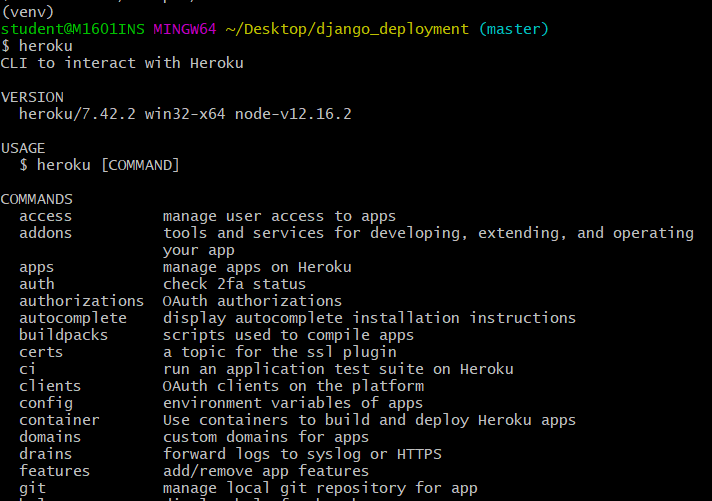 (venv)
student@M1601INS MINGW64 ~/Desktop/django_deployment (master)
$ heroku
CLI to interact with Heroku
VERSION
heroku/7.42.2 win32-x64 node-v12.16.2
USAGE
$ heroku [COMMAND]
COMMANDS
access manage user access to apps
addons tools and services for developing, extending, and operating
your app
apps manage apps on Heroku
auth check 2fa status
authorizations OAuth authorizations
autocomplete display autocomplete installation instructions
buildpacks scripts used to compile apps
certs a topic for the ssl plugin
ci run an application test suite on Heroku
clients OAuth clients on the platform
config environment variables of apps
container Use containers to build and deploy Heroku apps
domains custom domains for apps
drains forward logs to syslog or HTTPS
features add/remove app features
git manage local git repository for app